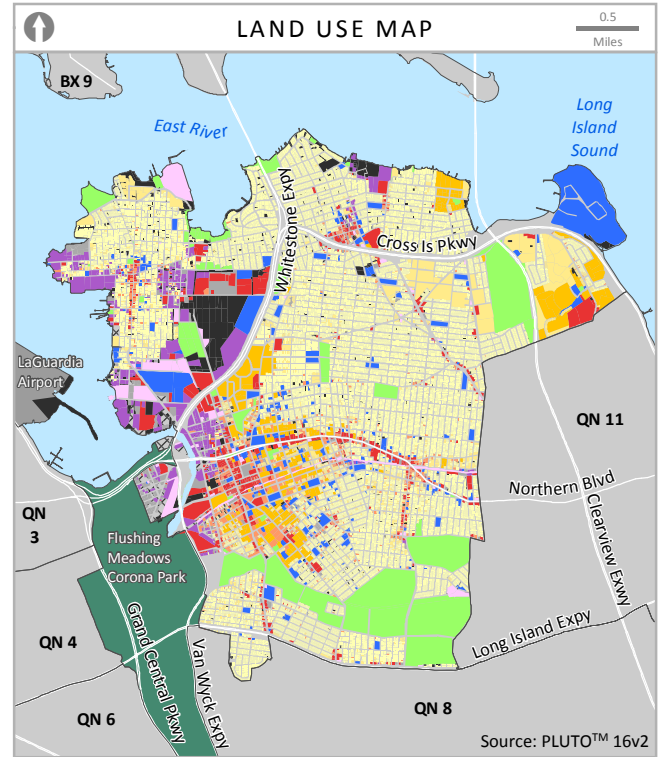 LAND USE MAP
0.5
Miles
BX 9
East River
Long
Island
Sound
Whitestone Expy
Cross Is Pkwy
LaGuardia
Airport
QN 11
Northern Blvd
QN
3
Flushing
Meadows
Corona Park
Clearview Exwy
Grand Central Pkwy
Van Wyck Expy
Long Island Expy
QN 4
QN 6
QN 8
Source: PLUTO™ 16v2